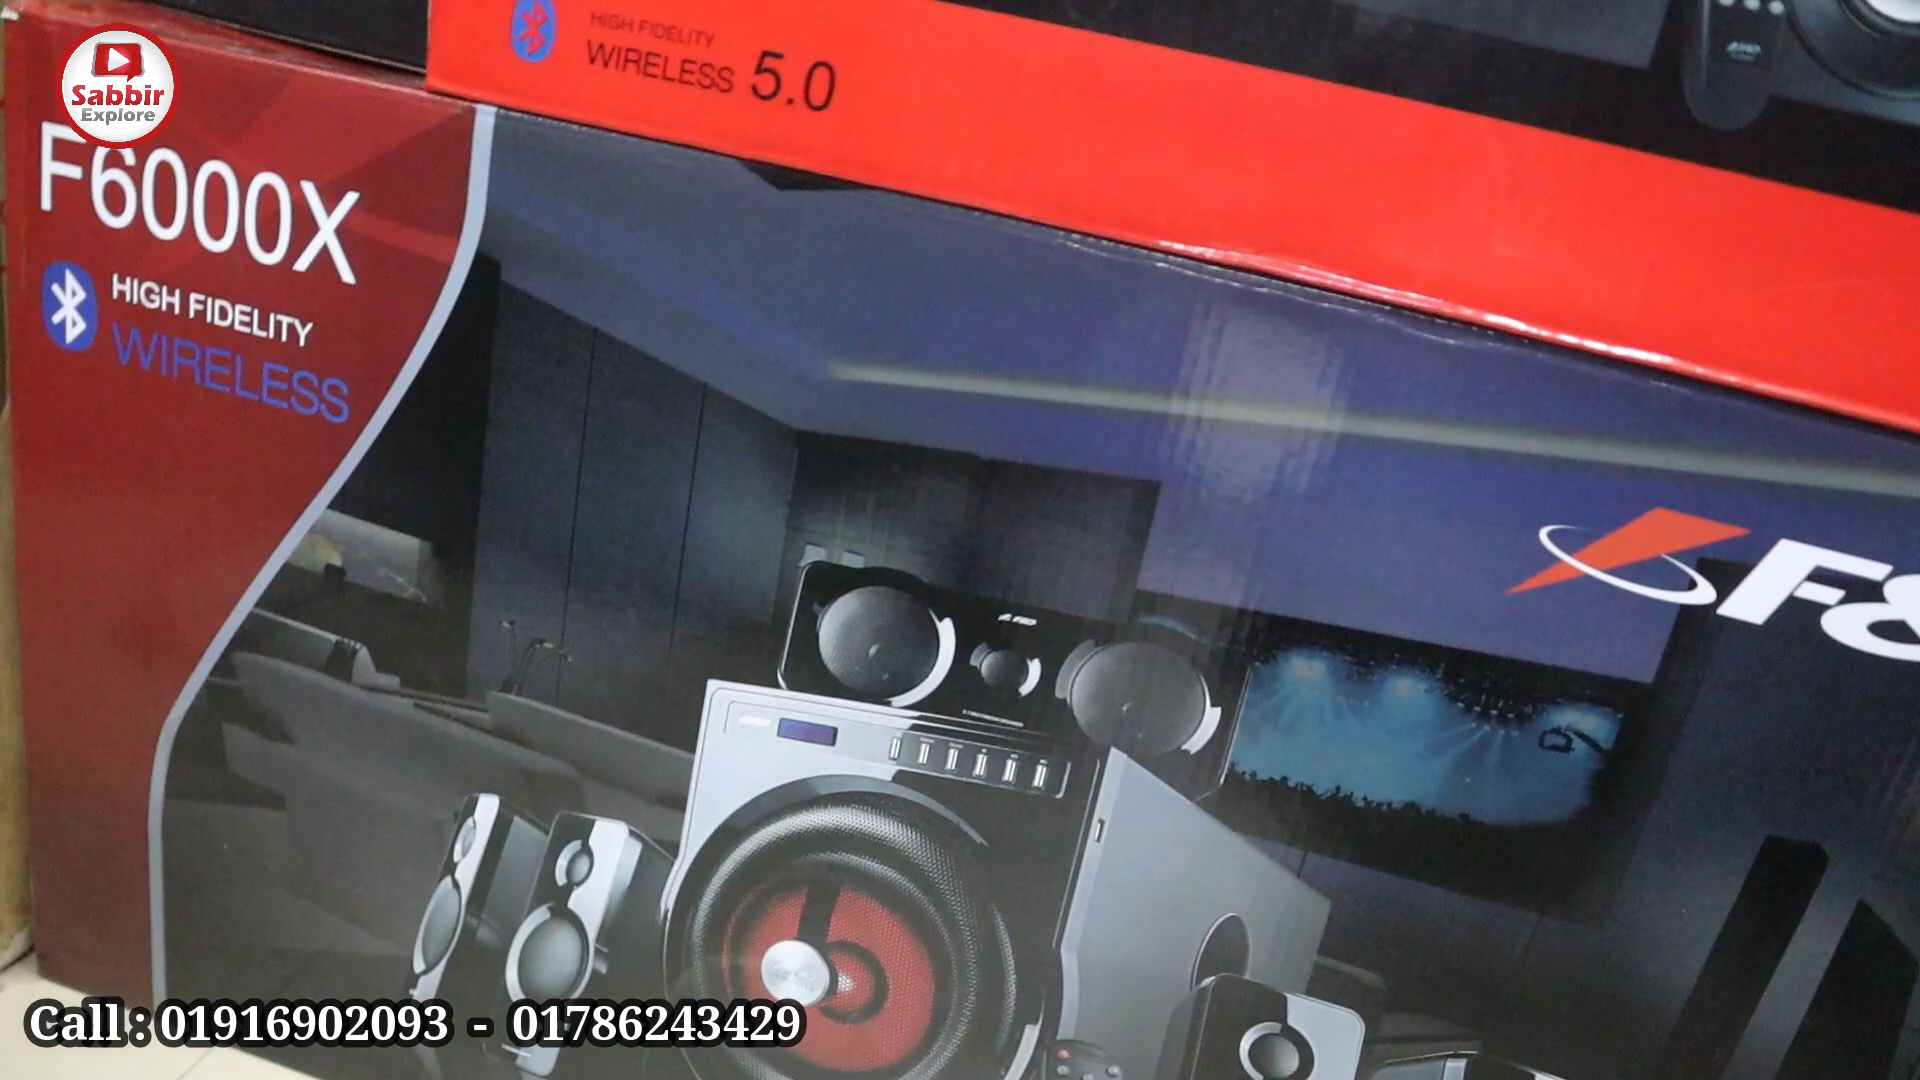 HIGH FIDELITY
WIRELESS 5.0
Sabbir
Explore
F6000X
HIGH FIDELITY
WIRELESS
F&
F&D
Call : 01916902093 - 01786243429